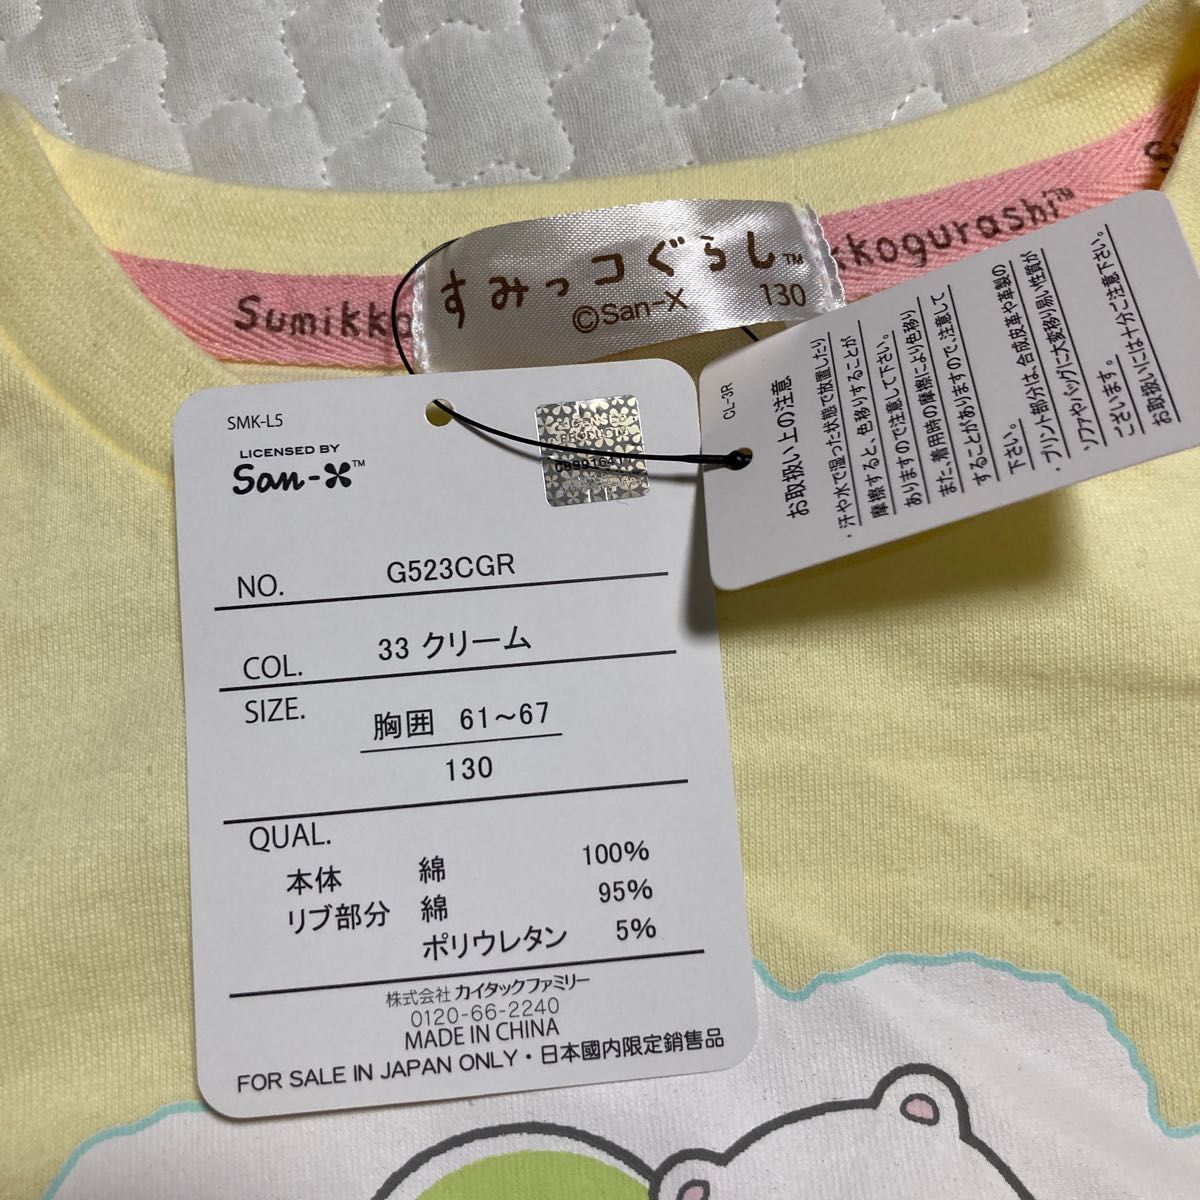 Sumikko
kkogurashi™
すみっコぐらし™
©San-X 130
SMK-L5
LICENSED BY
San-X™
LICENSED
PRODUCT
NO. G523CGR
COL. 33 クリーム
SIZE. 胸囲 61～67
130
QUAL.
本体 綿 100%
リブ部分 綿 95%
ポリウレタン 5%
株式会社 カイタックファミリー
0120-66-2240
MADE IN CHINA
FOR SALE IN JAPAN ONLY・日本國内限定銷售品
CL-3R
お取扱い上の注意
・汗や水で湿った状態で放置したり
摩擦すると、色移りすることが
ありますので注意して下さい。
また、着用時の摩擦により色移り
することがありますので、注意して
下さい。
・プリント部分は、合成皮革や革製の
ソファやバッグに大変移り易い性質が
ございます。
お取扱いには十分ご注意下さい。